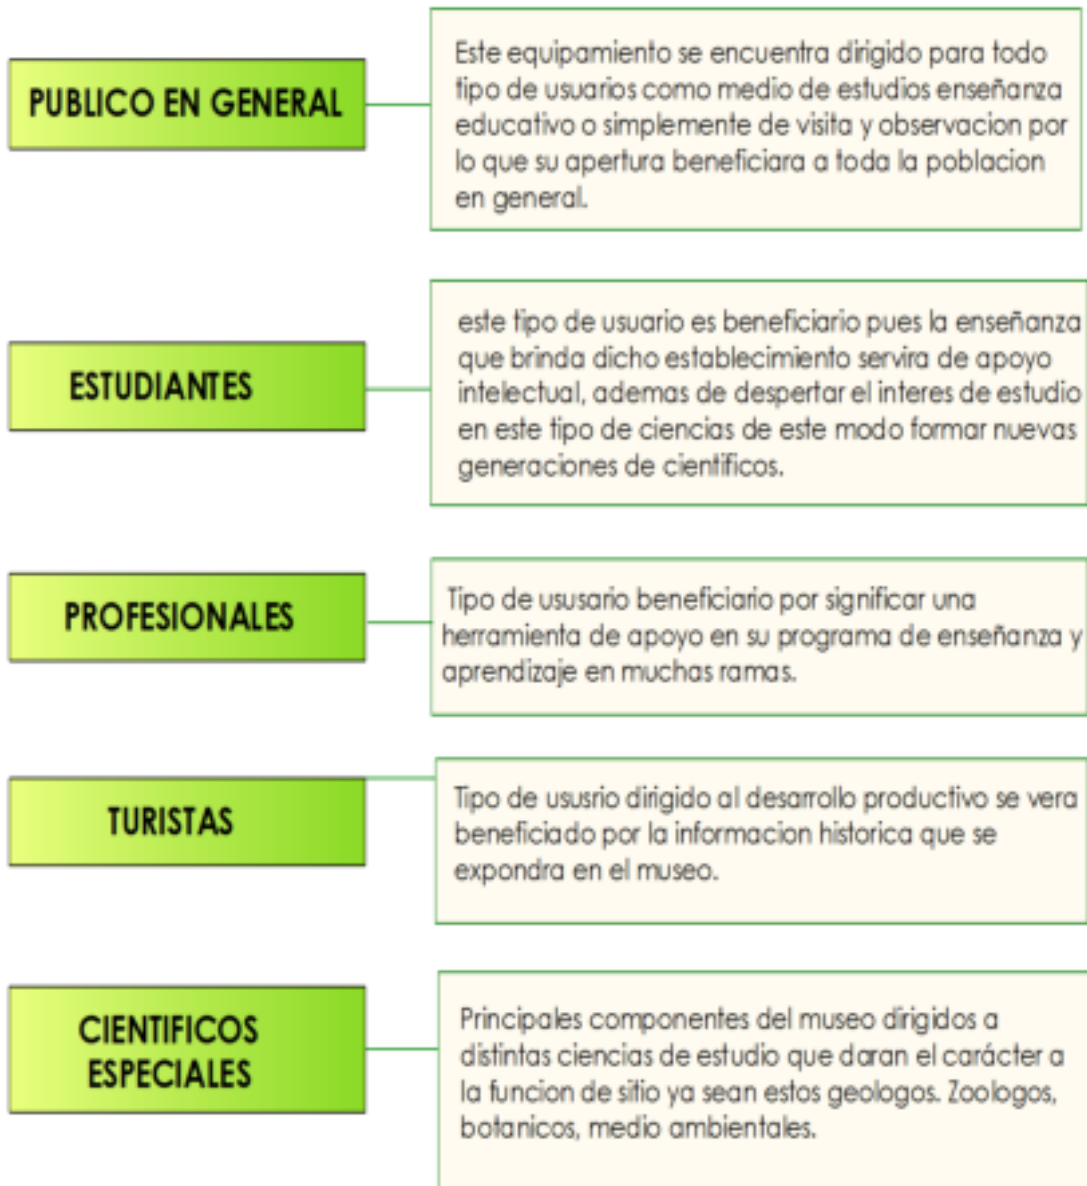 PUBLICO EN GENERAL
Este equipamiento se encuentra dirigido para todo
tipo de usuarios como medio de estudios enseñanza
educativo o simplemente de visita y observacion por
lo que su apertura beneficiara a toda la poblacion
en general.
ESTUDIANTES
este tipo de usuario es beneficiario pues la enseñanza
que brinda dicho establecimiento servira de apoyo
intelectual, ademas de despertar el interes de estudio
en este tipo de ciencias de este modo formar nuevas
generaciones de cientificos.
PROFESIONALES
Tipo de ususario beneficiario por significar una
herramienta de apoyo en su programa de enseñanza y
aprendizaje en muchas ramas.
TURISTAS
Tipo de ususrio dirigido al desarrollo productivo se vera
beneficiado por la informacion historica que se
expondra en el museo.
CIENTIFICOS
ESPECIALES
Principales componentes del museo dirigidos a
distintas ciencias de estudio que daran el carácter a
la funcion de sitio ya sean estos geologos. Zoologos,
botanicos, medio ambientales.